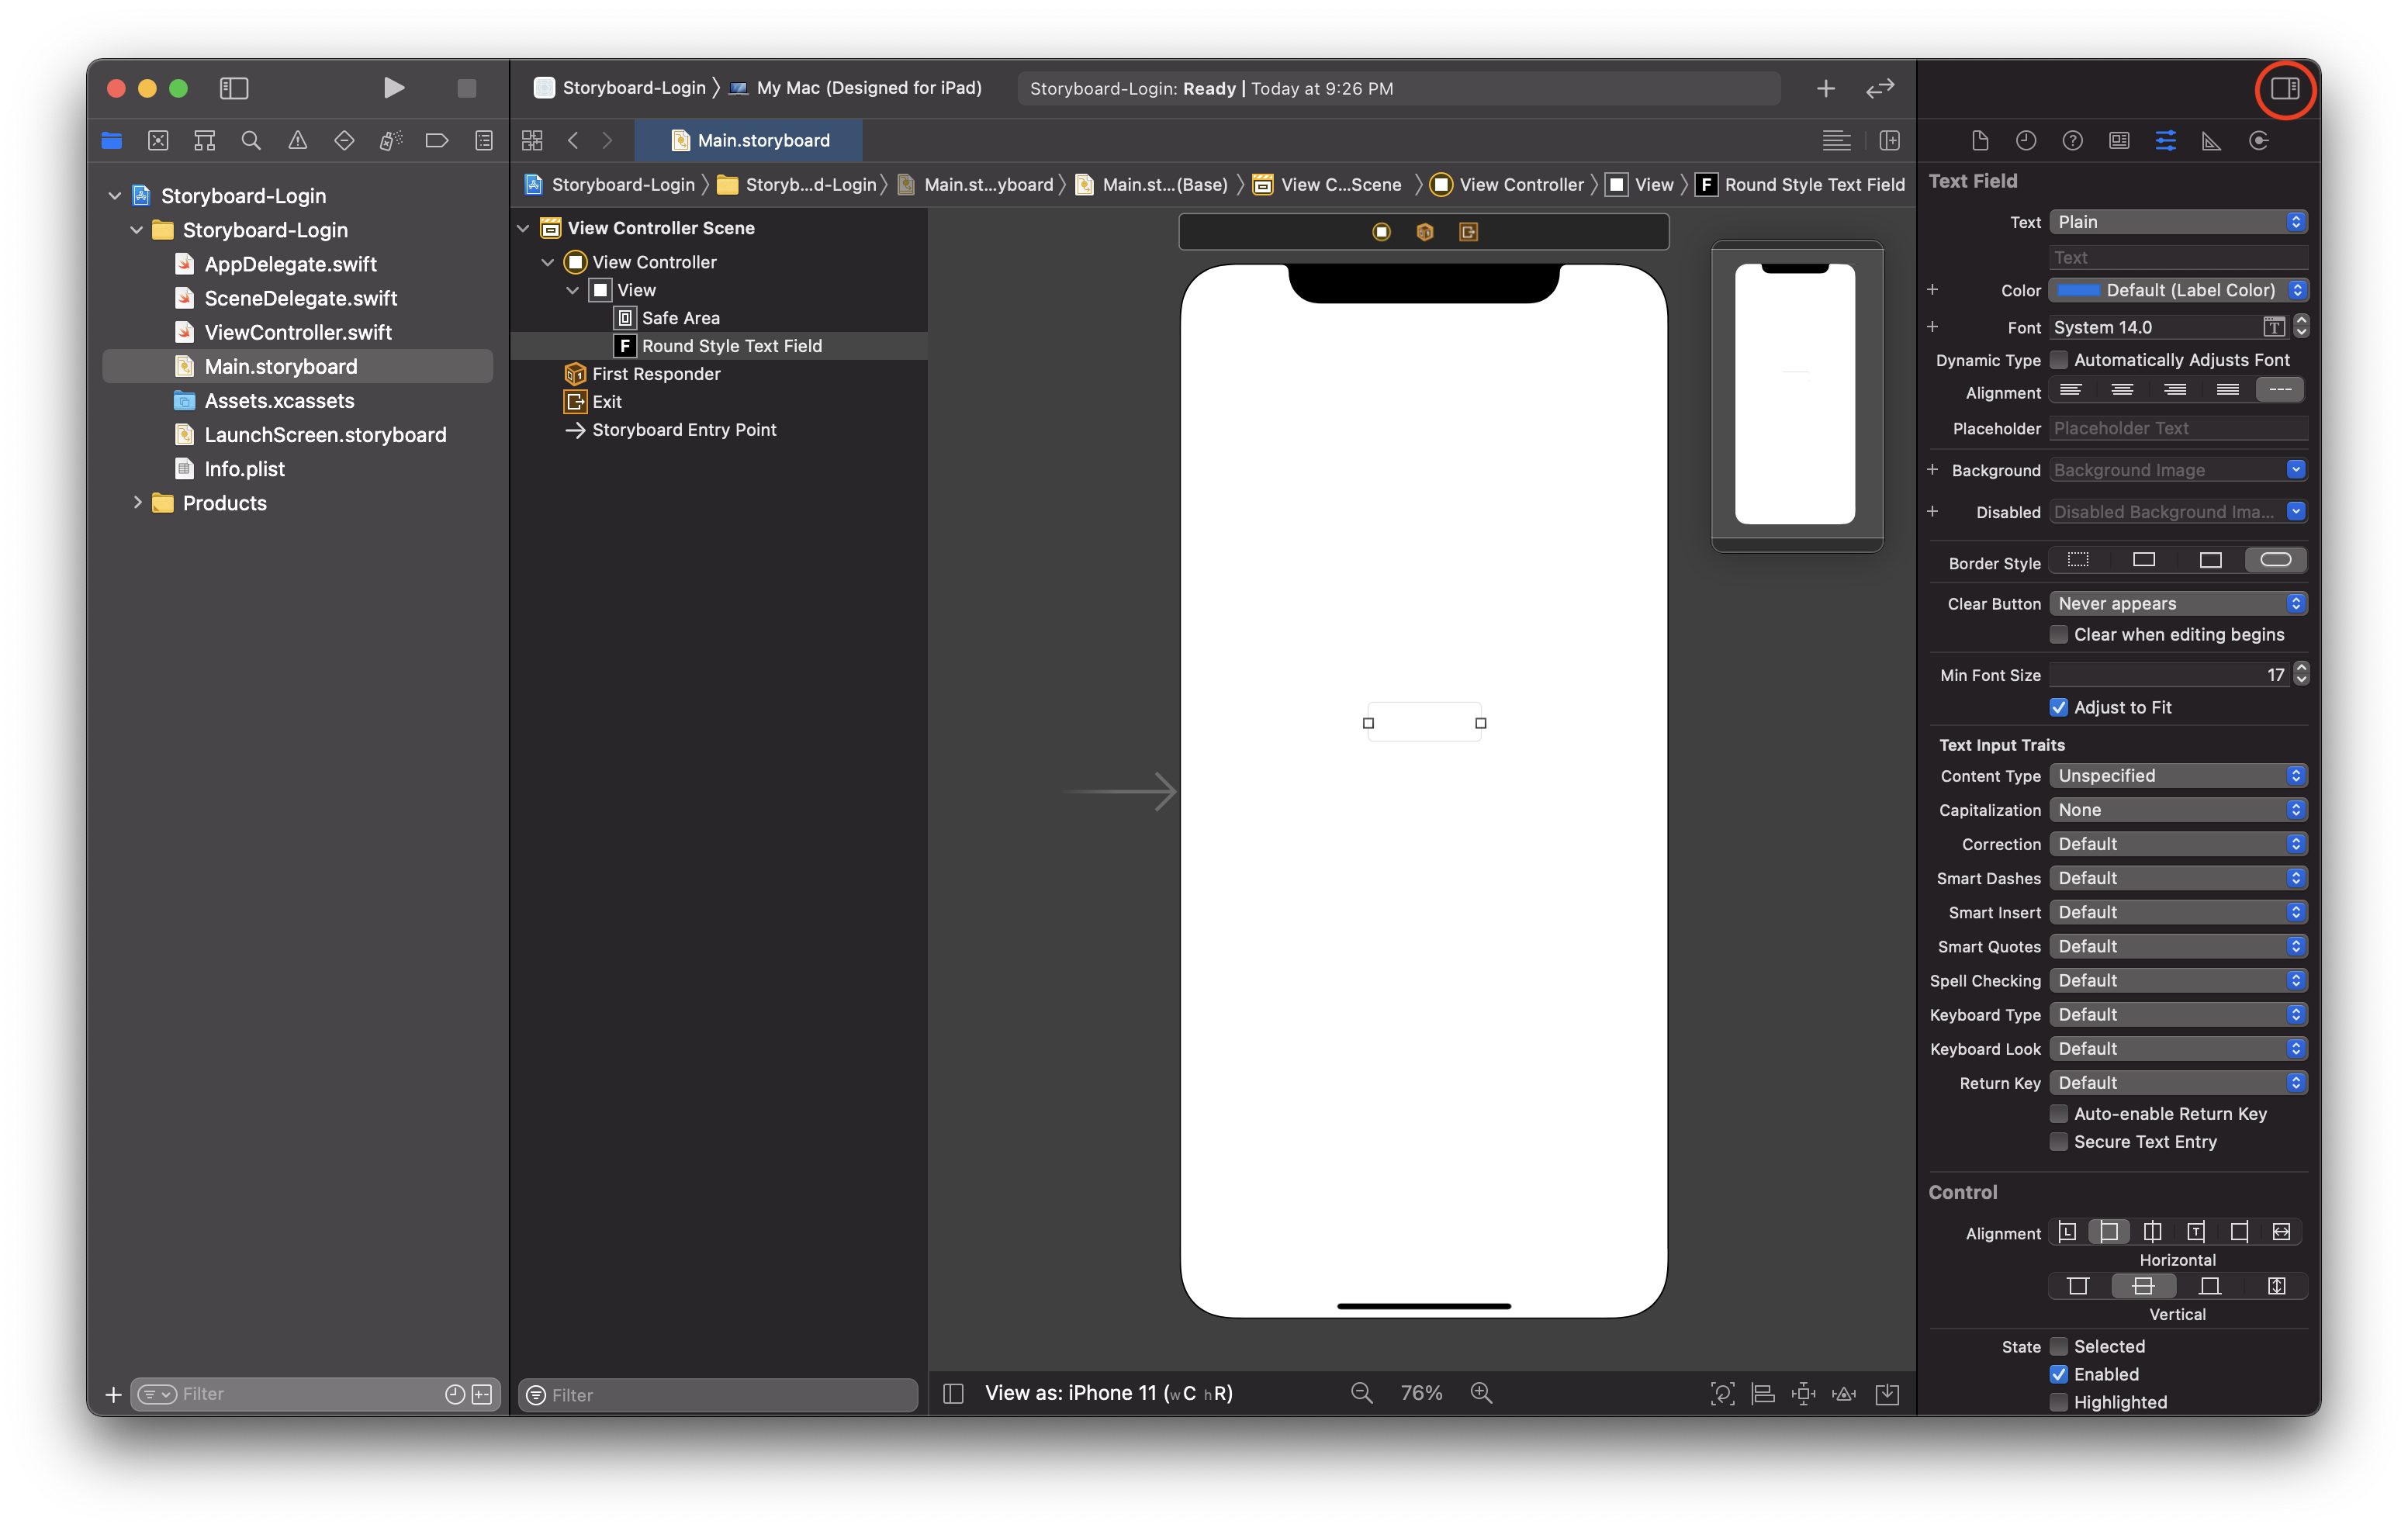 Storyboard-Login 〉 My Mac (Designed for iPad)
Storyboard-Login: Ready | Today at 9:26 PM
Main.storyboard
Storyboard-Login 〉 Storyb...d-Login 〉 Main.st...yboard 〉 Main.st...(Base) 〉 View C...Scene 〉 View Controller 〉 View 〉 F Round Style Text Field
Storyboard-Login
Storyboard-Login
AppDelegate.swift
SceneDelegate.swift
ViewController.swift
Main.storyboard
Assets.xcassets
LaunchScreen.storyboard
Info.plist
Products
Filter
View Controller Scene
View Controller
View
Safe Area
F Round Style Text Field
First Responder
Exit
Storyboard Entry Point
Filter
View as: iPhone 11 (wC hR)
76%
Text Field
Text Plain
Text
Color Default (Label Color)
Font System 14.0 T
Dynamic Type Automatically Adjusts Font
Alignment ---
Placeholder Placeholder Text
Background Background Image
Disabled Disabled Background Ima...
Border Style
Clear Button Never appears
Clear when editing begins
Min Font Size 17
Adjust to Fit
Text Input Traits
Content Type Unspecified
Capitalization None
Correction Default
Smart Dashes Default
Smart Insert Default
Smart Quotes Default
Spell Checking Default
Keyboard Type Default
Keyboard Look Default
Return Key Default
Auto-enable Return Key
Secure Text Entry
Control
Alignment L T
Horizontal
Vertical
State Selected
Enabled
Highlighted